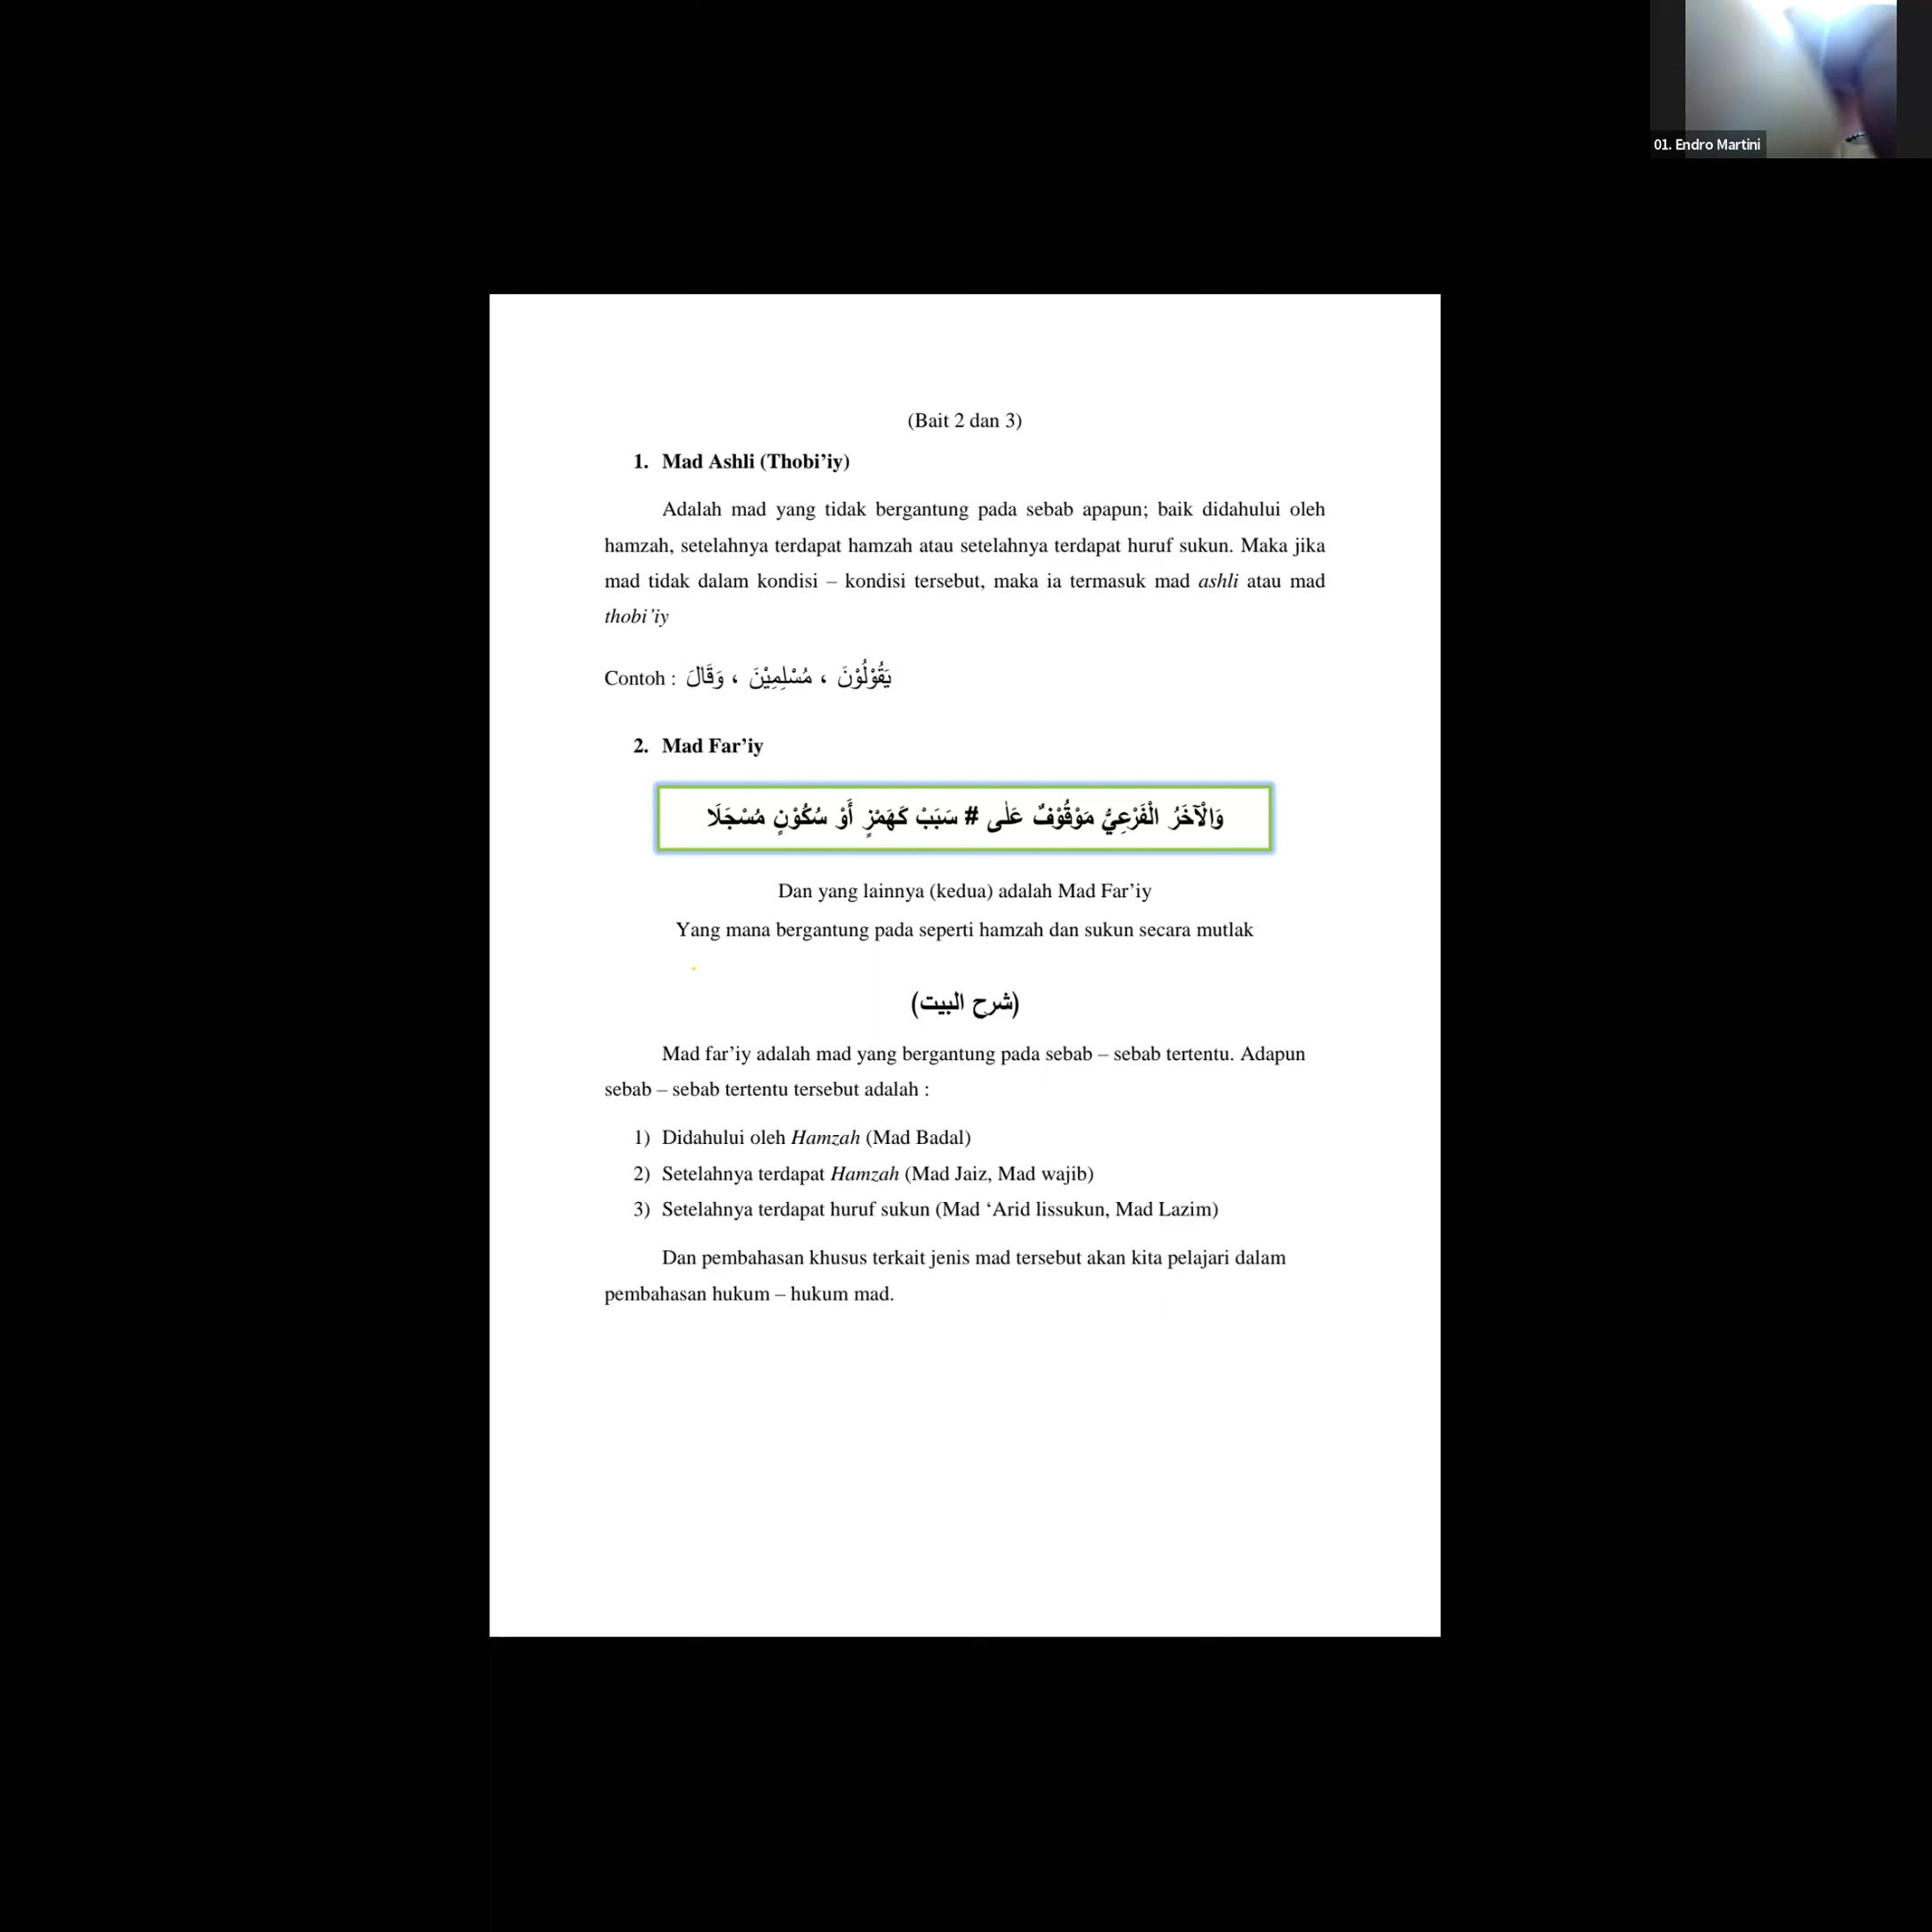 01. Endro Martini
(Bait 2 dan 3)
1. Mad Ashli (Thobi’iy)
Adalah mad yang tidak bergantung pada sebab apapun; baik didahului oleh
hamzah, setelahnya terdapat hamzah atau setelahnya terdapat huruf sukun. Maka jika
mad tidak dalam kondisi – kondisi tersebut, maka ia termasuk mad ashli atau mad
thobi’iy
Contoh : يَقُوْلُوْنَ ، مُسْلِمِيْنَ ، وَقَالَ
2. Mad Far’iy
وَالْآخَرُ الْفَرْعِيُّ مَوْقُوْفٌ عَلٰى # سَبَبْ كَهَمْزٍ أَوْ سُكُوْنٍ مُسْجَلَا
Dan yang lainnya (kedua) adalah Mad Far’iy
Yang mana bergantung pada seperti hamzah dan sukun secara mutlak
(شرح البيت)
Mad far’iy adalah mad yang bergantung pada sebab – sebab tertentu. Adapun
sebab – sebab tertentu tersebut adalah :
1) Didahului oleh Hamzah (Mad Badal)
2) Setelahnya terdapat Hamzah (Mad Jaiz, Mad wajib)
3) Setelahnya terdapat huruf sukun (Mad ‘Arid lissukun, Mad Lazim)
Dan pembahasan khusus terkait jenis mad tersebut akan kita pelajari dalam
pembahasan hukum – hukum mad.